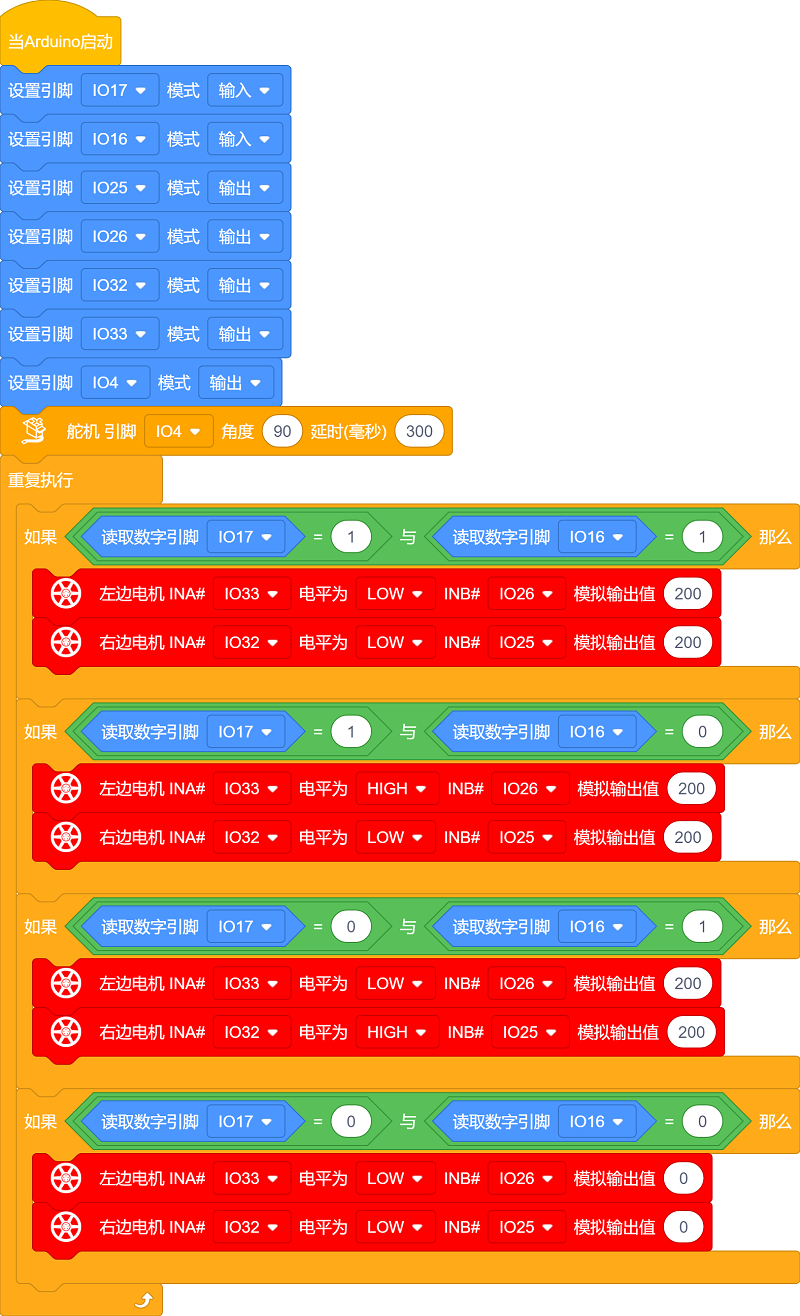 当Arduino启动
设置引脚 IO17 模式 输入
设置引脚 IO16 模式 输入
设置引脚 IO25 模式 输出
设置引脚 IO26 模式 输出
设置引脚 IO32 模式 输出
设置引脚 IO33 模式 输出
设置引脚 IO4 模式 输出
舵机 引脚 IO4 角度 90 延时(毫秒) 300
重复执行
如果 读取数字引脚 IO17 = 1 与 读取数字引脚 IO16 = 1 那么
左边电机 INA# IO33 电平为 LOW INB# IO26 模拟输出值 200
右边电机 INA# IO32 电平为 LOW INB# IO25 模拟输出值 200
如果 读取数字引脚 IO17 = 1 与 读取数字引脚 IO16 = 0 那么
左边电机 INA# IO33 电平为 HIGH INB# IO26 模拟输出值 200
右边电机 INA# IO32 电平为 LOW INB# IO25 模拟输出值 200
如果 读取数字引脚 IO17 = 0 与 读取数字引脚 IO16 = 1 那么
左边电机 INA# IO33 电平为 LOW INB# IO26 模拟输出值 200
右边电机 INA# IO32 电平为 HIGH INB# IO25 模拟输出值 200
如果 读取数字引脚 IO17 = 0 与 读取数字引脚 IO16 = 0 那么
左边电机 INA# IO33 电平为 LOW INB# IO26 模拟输出值 0
右边电机 INA# IO32 电平为 LOW INB# IO25 模拟输出值 0